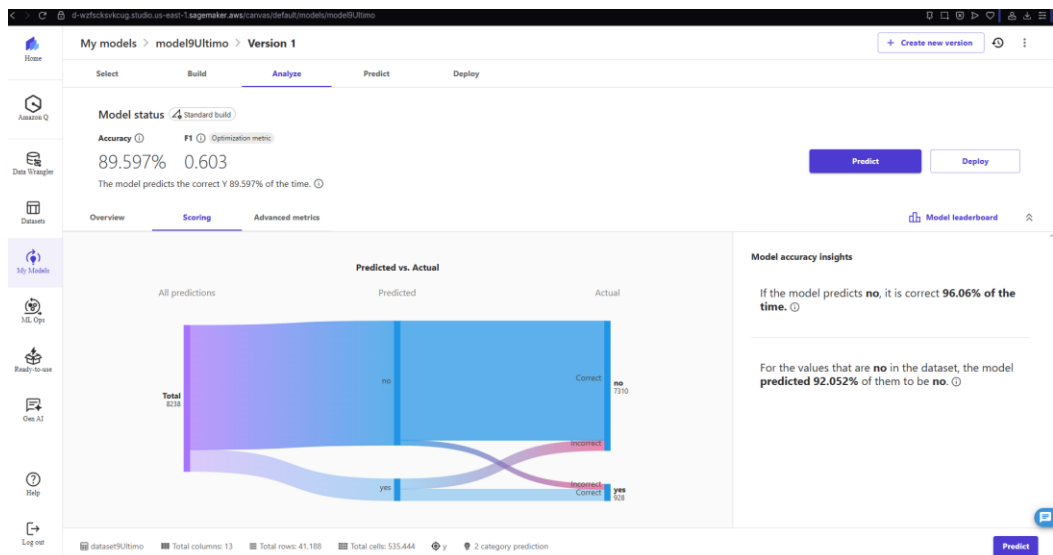 d-wzfscksvkcug.studio.us-east-1.sagemaker.aws/canvas/default/models/model9Ultimo
Home
Amazon Q
Data Wrangler
Datasets
My Models
ML Ops
Ready-to-use
Gen AI
Help
Log out
My models > model9Ultimo > Version 1
+ Create new version
Select Build Analyze Predict Deploy
Model status Standard build
Accuracy F1 Optimization metric
89.597% 0.603
The model predicts the correct Y 89.597% of the time.
Predict Deploy
Overview Scoring Advanced metrics
Model leaderboard
Predicted vs. Actual
All predictions Predicted Actual
Total
8238
no
Correct
no
7310
Incorrect
yes
Incorrect
Correct
yes
928
Model accuracy insights
If the model predicts no, it is correct 96.06% of the
time.
For the values that are no in the dataset, the model
predicted 92.052% of them to be no.
dataset9Ultimo Total columns: 13 Total rows: 41.188 Total cells: 535.444 y 2 category prediction
Predict